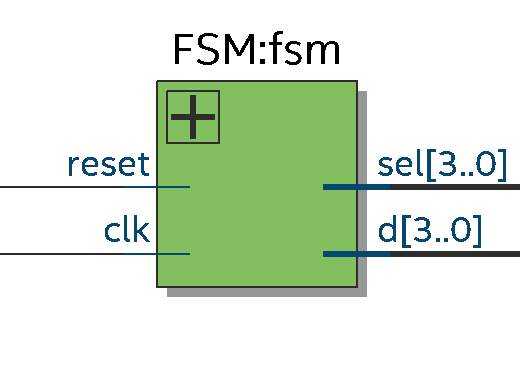 FSM:fsm
reset
sel[3..0]
clk
d[3..0]